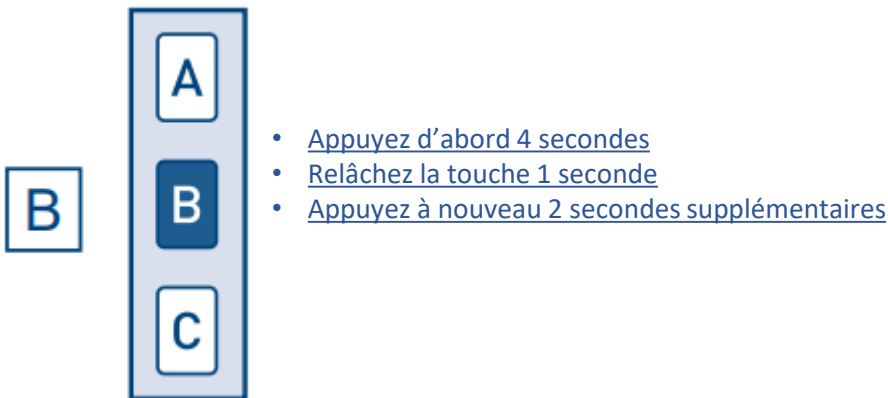 A
B
B
C
• Appuyez d’abord 4 secondes
• Relâchez la touche 1 seconde
• Appuyez à nouveau 2 secondes supplémentaires